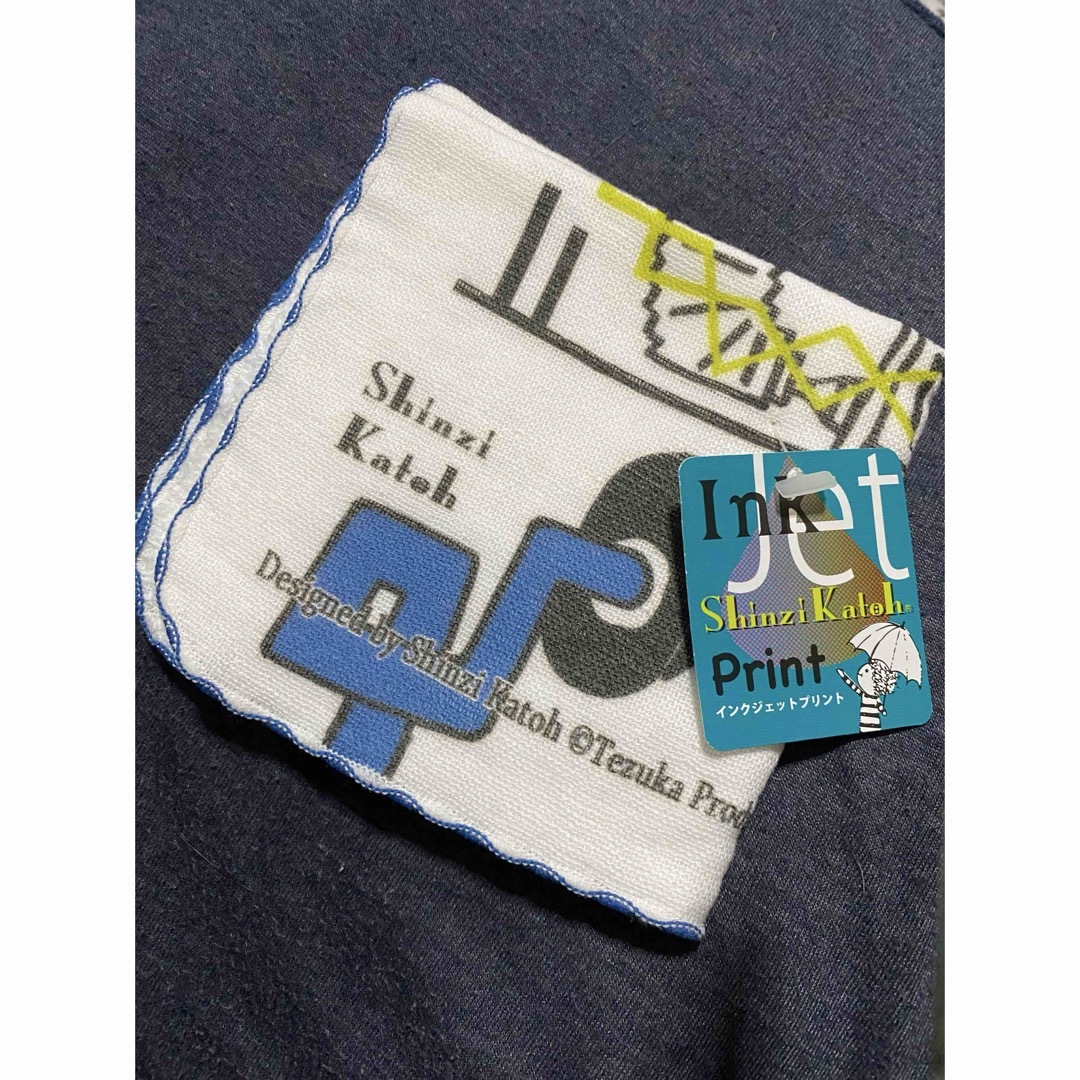 Shinzi
Katoh
Designed by Shinzi Katoh ©Tezuka
Ink Jet
Shinzi Katoh®
Print
インクジェットプリント